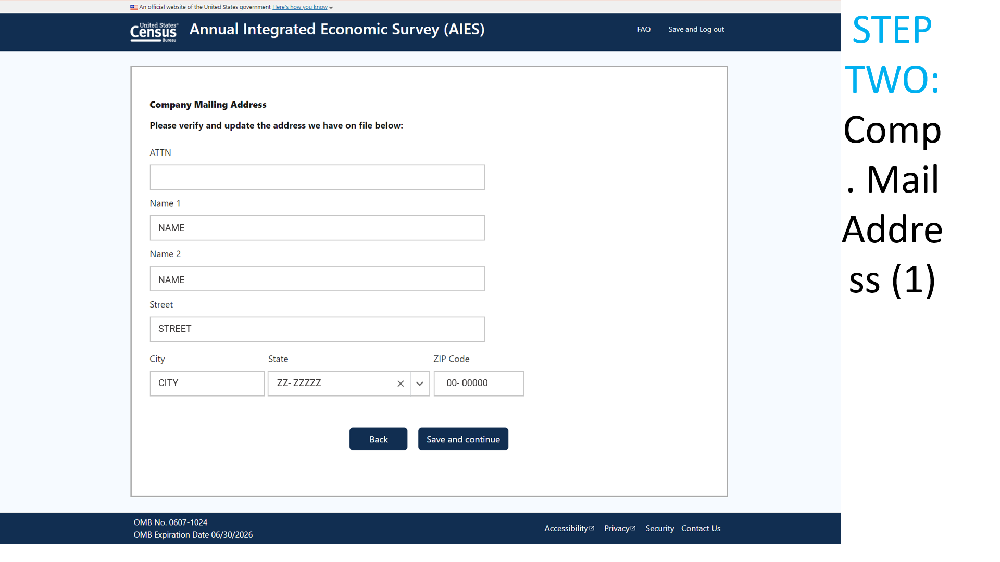 An official website of the United States government Here's how you know
United States®
Census
Bureau
Annual Integrated Economic Survey (AIES)
FAQ
Save and Log out
STEP
TWO:
Comp
. Mail
Addre
ss (1)
Company Mailing Address
Please verify and update the address we have on file below:
ATTN
Name 1
NAME
Name 2
NAME
Street
STREET
City State ZIP Code
CITY ZZ- ZZZZZ 00- 00000
Back Save and continue
OMB No. 0607-1024
OMB Expiration Date 06/30/2026
Accessibility Privacy Security Contact Us